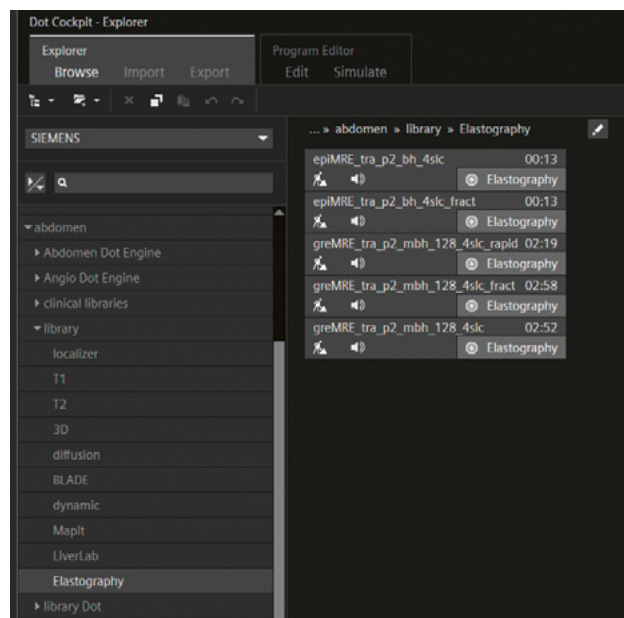 Dot Cockpit - Explorer
Explorer
Browse Import Export
Program Editor
Edit Simulate
SIEMENS
... » abdomen » library » Elastography
epiMRE_tra_p2_bh_4slc 00:13
Elastography
epiMRE_tra_p2_bh_4slc_fract 00:13
Elastography
greMRE_tra_p2_mbh_128_4slc_rapid 02:19
Elastography
greMRE_tra_p2_mbh_128_4slc_fract 02:58
Elastography
greMRE_tra_p2_mbh_128_4slc 02:52
Elastography
abdomen
Abdomen Dot Engine
Angio Dot Engine
clinical libraries
library
localizer
T1
T2
3D
diffusion
BLADE
dynamic
MapIt
LiverLab
Elastography
library Dot